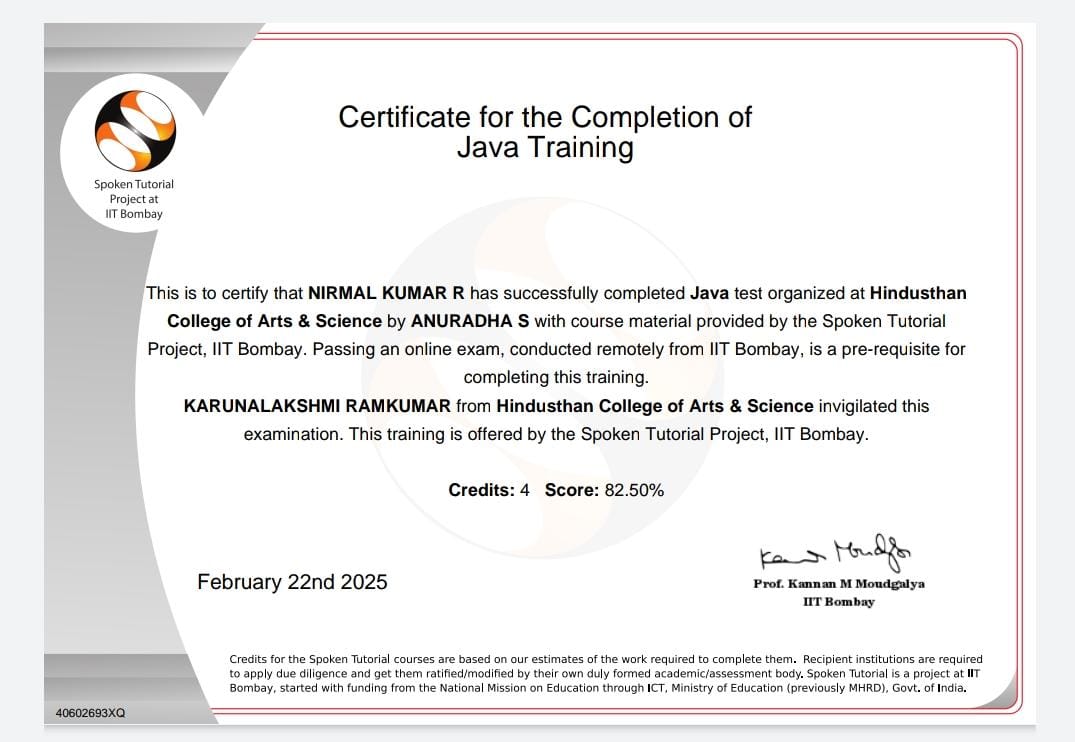 Certificate for the Completion of
Java Training
Spoken Tutorial
Project at
IIT Bombay
This is to certify that NIRMAL KUMAR R has successfully completed Java test organized at Hindusthan
College of Arts & Science by ANURADHA S with course material provided by the Spoken Tutorial
Project, IIT Bombay. Passing an online exam, conducted remotely from IIT Bombay, is a pre-requisite for
completing this training.
KARUNALAKSHMI RAMKUMAR from Hindusthan College of Arts & Science invigilated this
examination. This training is offered by the Spoken Tutorial Project, IIT Bombay.
Credits: 4 Score: 82.50%
February 22nd 2025
Prof. Kannan M Moudgalya
IIT Bombay
Credits for the Spoken Tutorial courses are based on our estimates of the work required to complete them. Recipient institutions are required
to apply due diligence and get them ratified/modified by their own duly formed academic/assessment body. Spoken Tutorial is a project at IIT
Bombay, started with funding from the National Mission on Education through ICT, Ministry of Education (previously MHRD), Govt. of India.
40602693XQ